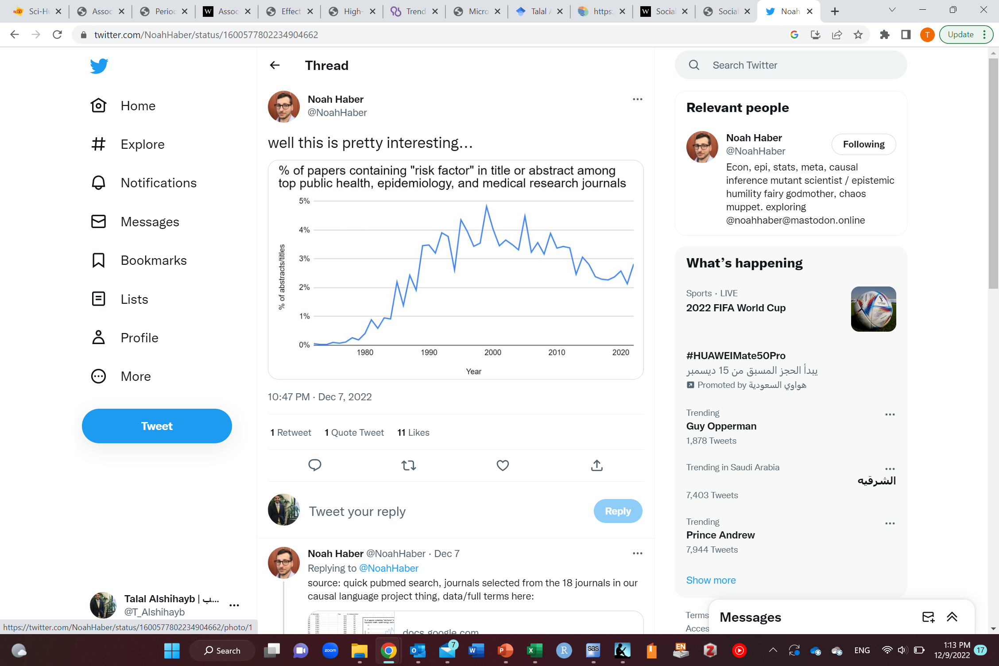 Sci-H
Assoc
Perio
W Assoc
Effect
High-
Trend
Micro
Talal
https:
W Social
Social
Noah
twitter.com/NoahHaber/status/1600577802234904662
G
T
Update
Home
Explore
Notifications
Messages
Bookmarks
Lists
Profile
More
Tweet
Talal Alshihayb | ب...
@T_Alshihayb
https://twitter.com/NoahHaber/status/1600577802234904662/photo/1
Thread
Noah Haber
@NoahHaber
well this is pretty interesting...
% of papers containing "risk factor" in title or abstract among
top public health, epidemiology, and medical research journals
% of abstracts/titles
5%
4%
3%
2%
1%
0%
1980 1990 2000 2010 2020
Year
10:47 PM · Dec 7, 2022
1 Retweet 1 Quote Tweet 11 Likes
Tweet your reply
Reply
Noah Haber @NoahHaber · Dec 7
Replying to @NoahHaber
source: quick pubmed search, journals selected from the 18 journals in our
causal language project thing, data/full terms here:
docs.google.com
Search Twitter
Relevant people
Noah Haber
@NoahHaber
Following
Econ, epi, stats, meta, causal
inference mutant scientist / epistemic
humility fairy godmother, chaos
muppet. exploring
@noahhaber@mastodon.online
What's happening
Sports · LIVE
2022 FIFA World Cup
#HUAWEIMate50Pro
يبدأ الحجز المسبق من 15 ديسمبر
Promoted by هواوي السعودية
Trending
Guy Opperman
1,878 Tweets
Trending in Saudi Arabia
الشرقيه
7,403 Tweets
Trending
Prince Andrew
7,944 Tweets
Show more
Terms
Acces
Messages
Search
zoom
7
W
P
X
R
sas
EN
Z
ENG
1:13 PM
12/9/2022
17